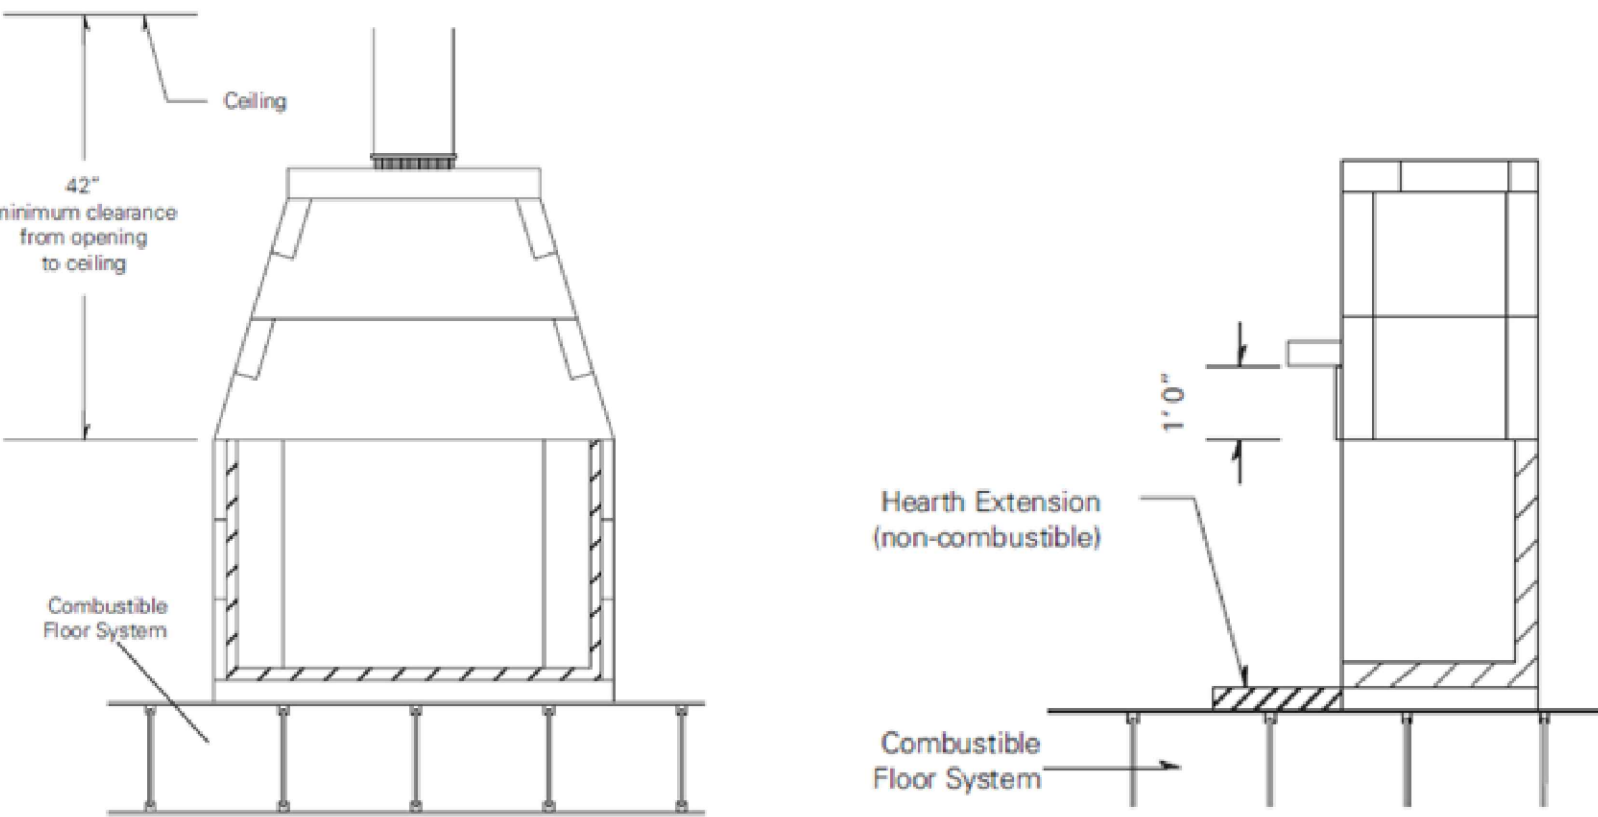 Ceiling
42"
minimum clearance
from opening
to ceiling
Combustible
Floor System
1' 0"
Hearth Extension
(non-combustible)
Combustible
Floor System